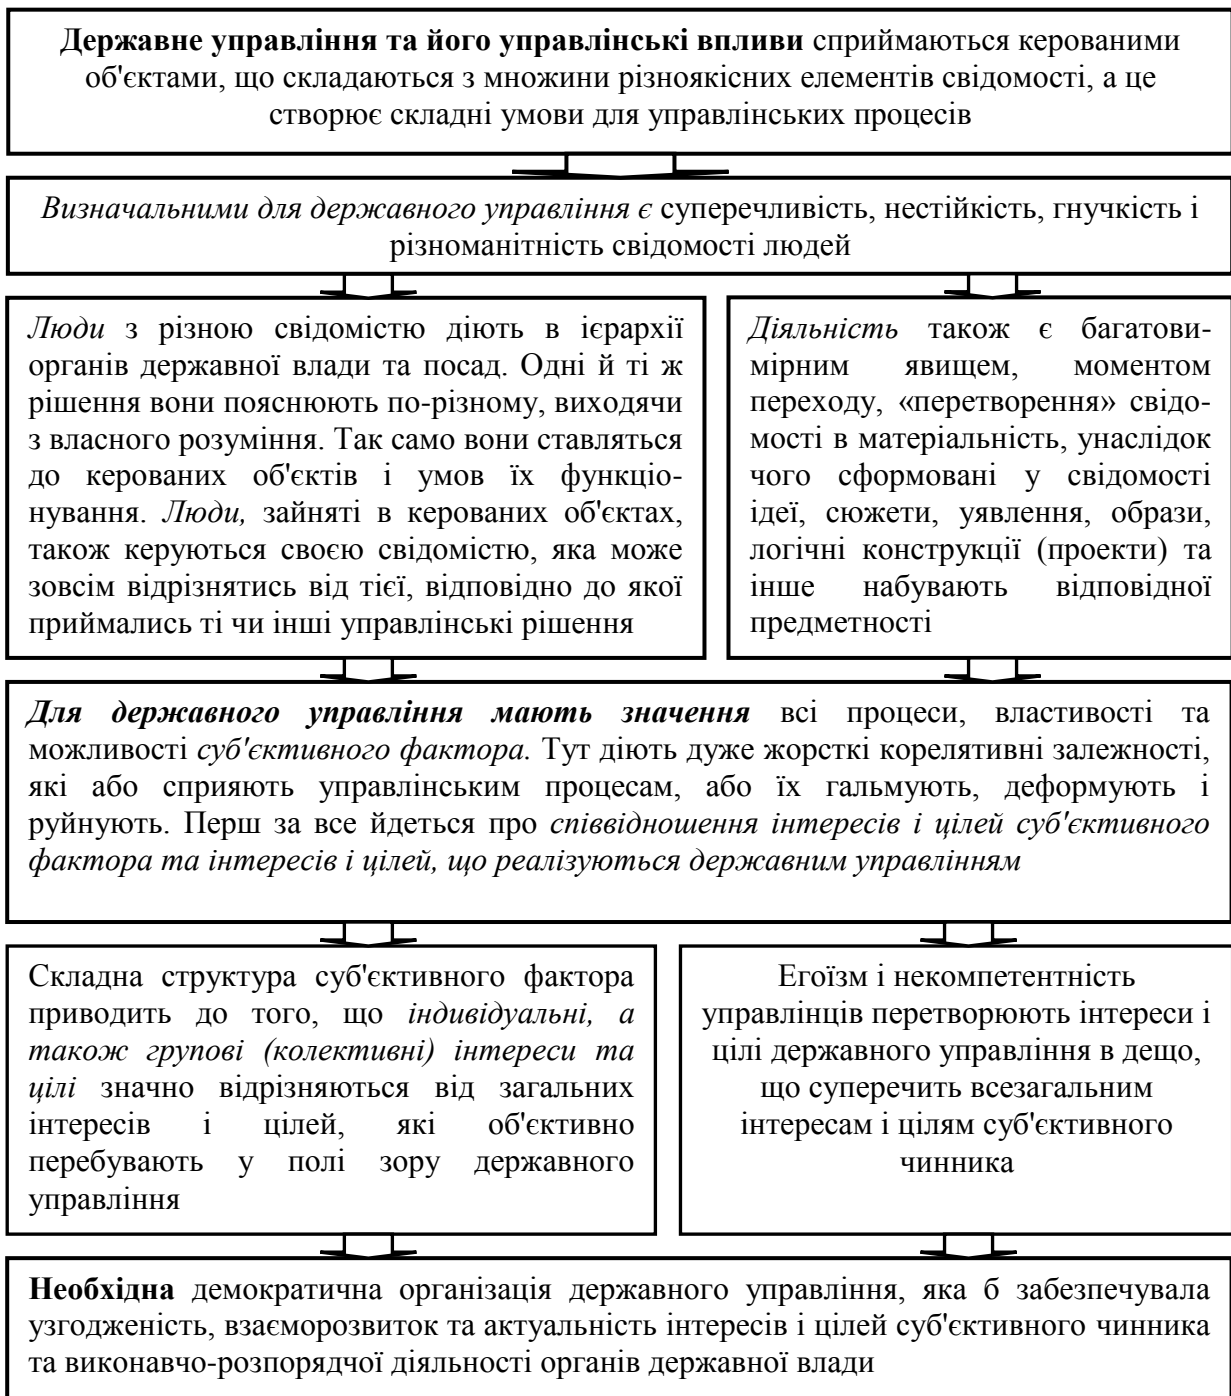 Державне управління та його управлінські впливи сприймаються керованими
об'єктами, що складаються з множини різноякісних елементів свідомості, а це
створює складні умови для управлінських процесів
Визначальними для державного управління є суперечливість, нестійкість, гнучкість і
різноманітність свідомості людей
Люди з різною свідомістю діють в ієрархії
органів державної влади та посад. Одні й ті ж
рішення вони пояснюють по-різному, виходячи
з власного розуміння. Так само вони ставляться
до керованих об'єктів і умов їх функціо-
нування. Люди, зайняті в керованих об'єктах,
також керуються своєю свідомістю, яка може
зовсім відрізнятись від тієї, відповідно до якої
приймались ті чи інші управлінські рішення
Діяльність також є багатови-
мірним явищем, моментом
переходу, «перетворення» свідо-
мості в матеріальність, унаслідок
чого сформовані у свідомості
ідеї, сюжети, уявлення, образи,
логічні конструкції (проекти) та
інше набувають відповідної
предметності
Для державного управління мають значення всі процеси, властивості та
можливості суб'єктивного фактора. Тут діють дуже жорсткі корелятивні залежності,
які або сприяють управлінським процесам, або їх гальмують, деформують і
руйнують. Перш за все йдеться про співвідношення інтересів і цілей суб'єктивного
фактора та інтересів і цілей, що реалізуються державним управлінням
Складна структура суб'єктивного фактора
приводить до того, що індивідуальні, а
також групові (колективні) інтереси та
цілі значно відрізняються від загальних
інтересів і цілей, які об'єктивно
перебувають у полі зору державного
управління
Егоїзм і некомпетентність
управлінців перетворюють інтереси і
цілі державного управління в дещо,
що суперечить всезагальним
інтересам і цілям суб'єктивного
чинника
Необхідна демократична організація державного управління, яка б забезпечувала
узгодженість, взаєморозвиток та актуальність інтересів і цілей суб'єктивного чинника
та виконавчо-розпорядчої діяльності органів державної влади